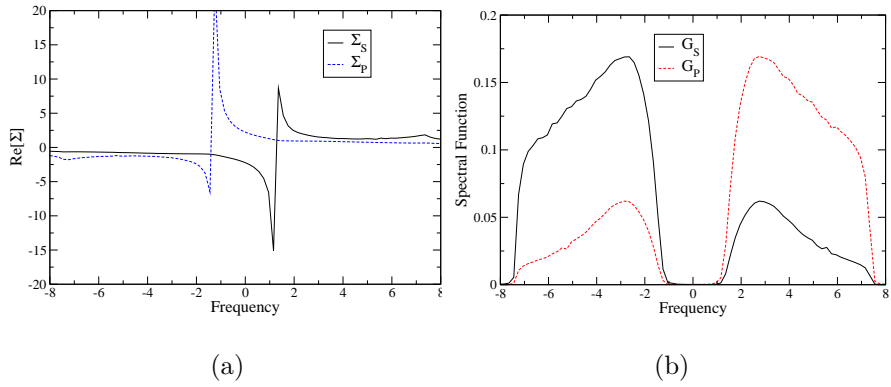 20
15
10
5
0
-5
-10
-15
-20
Re[Σ]
Σ_S
Σ_P
-8 -6 -4 -2 0 2 4 6 8
Frequency
(a)
0.2
0.15
0.1
0.05
0
Spectral Function
G_S
G_P
-8 -6 -4 -2 0 2 4 6 8
Frequency
(b)